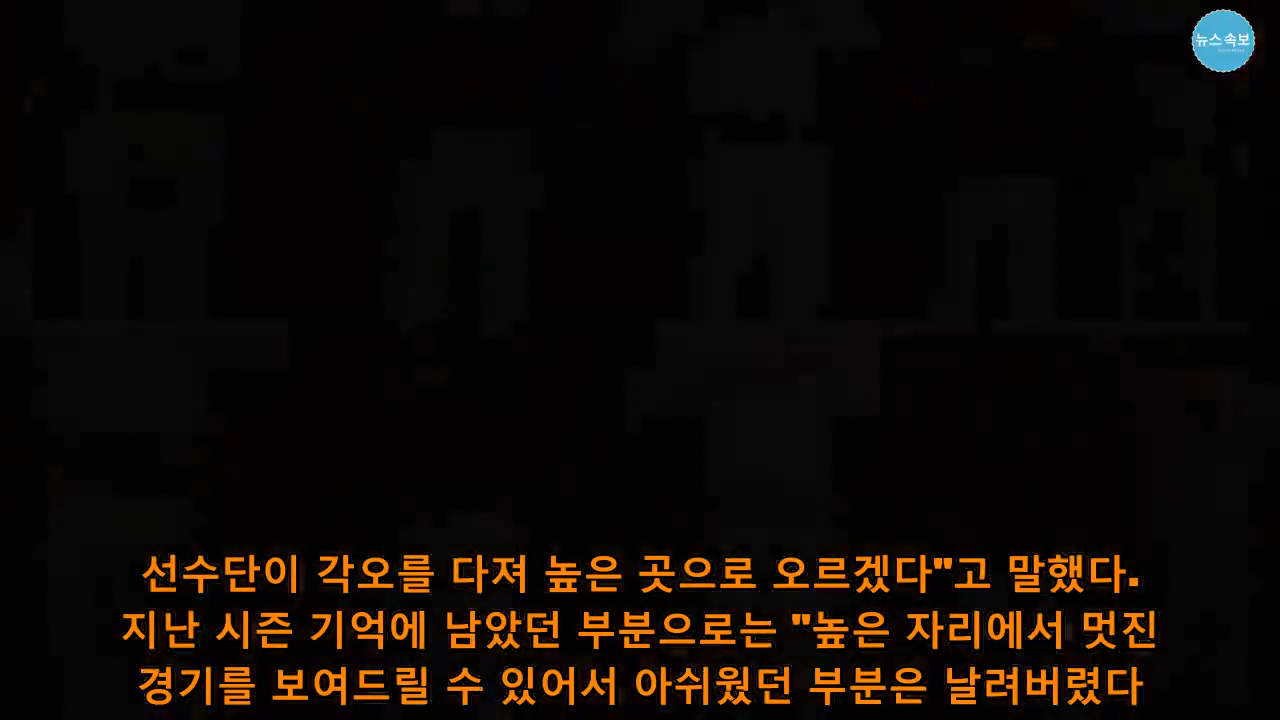 뉴스 속보
선수단이 각오를 다져 높은 곳으로 오르겠다"고 말했다.
지난 시즌 기억에 남았던 부분으로는 "높은 자리에서 멋진
경기를 보여드릴 수 있어서 아쉬웠던 부분은 날려버렸다